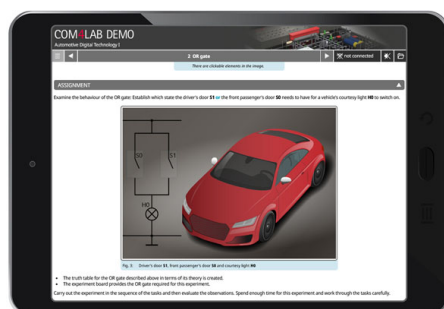 COM4LAB DEMO
Automotive Digital Technology I
2 OR gate
not connected
There are clickable elements in the image.
ASSIGNMENT
Examine the behaviour of the OR gate: Establish which state the driver's door S1 or the front passenger's door S0 needs to have for a vehicle's courtesy light H0 to switch on.
S0 S1
H0
Fig. 3. Driver's door S1, front passenger's door S0 and courtesy light H0
• The truth table for the OR gate described above in terms of its theory is created.
• The experiment board provides the OR gate required for this experiment.
Carry out the experiment in the sequence of the tasks and then evaluate the observations. Spend enough time for this experiment and work through the tasks carefully.